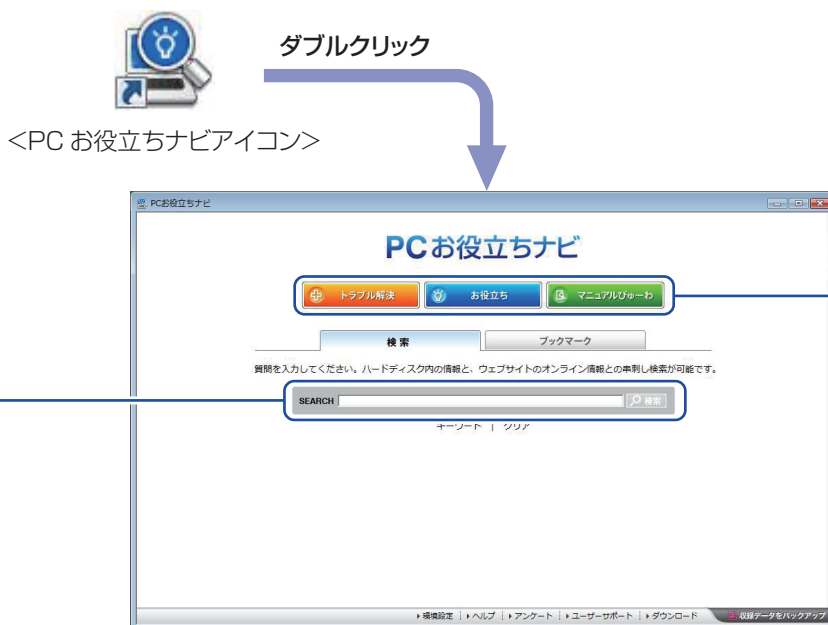 ダブルクリック
<PC お役立ちナビアイコン>
PCお役立ちナビ
PCお役立ちナビ
トラブル解決 お役立ち マニュアルびゅーわ
検索 ブックマーク
質問を入力してください。ハードディスク内の情報と、ウェブサイトのオンライン情報との串刺し検索が可能です。
SEARCH 検索
キーワード | クリア
環境設定 ヘルプ アンケート ユーザーサポート ダウンロード 収録データをバックアップ